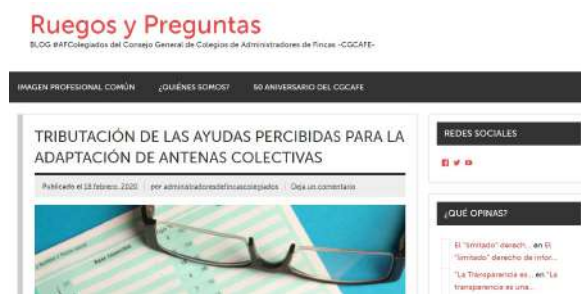 Ruegos y Preguntas
BLOG #AFColegiados del Consejo General de Colegios de Administradores de Fincas -CGCAFE-
IMAGEN PROFESIONAL COMÚN ¿QUIÉNES SOMOS? 50 ANIVERSARIO DEL CGCAFE
TRIBUTACIÓN DE LAS AYUDAS PERCIBIDAS PARA LA
ADAPTACIÓN DE ANTENAS COLECTIVAS
Publicado el 18 febrero, 2020 por administradoresdefincascolegiados Deja un comentario
REDES SOCIALES
¿QUÉ OPINAS?
El "limitado" derech... en El
"limitado" derecho de infor...
"La Transparencia es... en "La
transparencia es una...